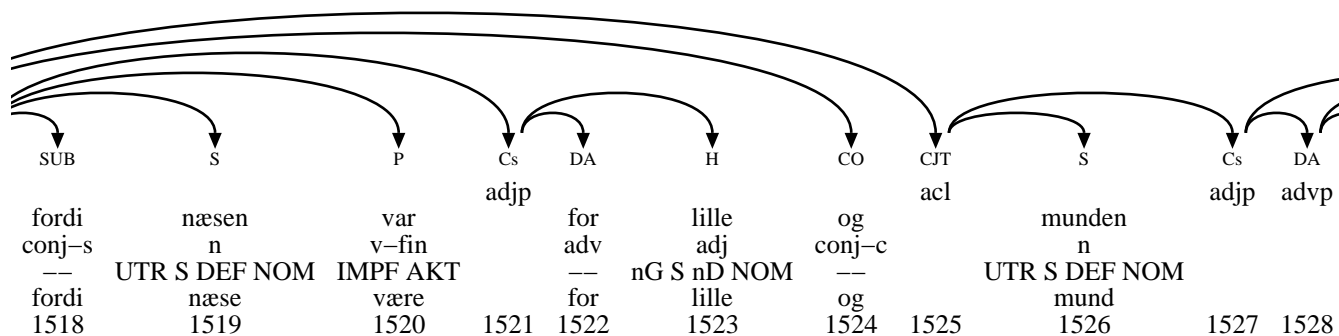 SUB S P Cs DA H CO CJT S Cs DA
adjp acl adjp advp
fordi næsen var for lille og munden
conj−s n v−fin adv adj conj−c n
−− UTR S DEF NOM IMPF AKT −− nG S nD NOM −− UTR S DEF NOM
fordi næse være for lille og mund
1518 1519 1520 1521 1522 1523 1524 1525 1526 1527 1528